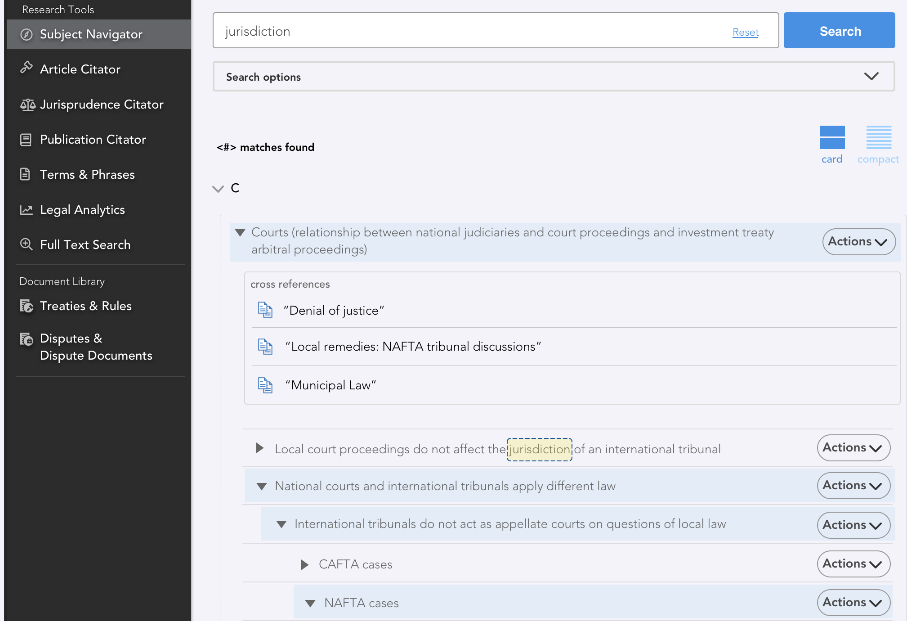 Research Tools
Subject Navigator
Article Citator
Jurisprudence Citator
Publication Citator
Terms & Phrases
Legal Analytics
Full Text Search
Document Library
Treaties & Rules
Disputes &
Dispute Documents
jurisdiction Reset Search
Search options
<#> matches found
card compact
C
Courts (relationship between national judiciaries and court proceedings and investment treaty
arbitral proceedings)
Actions
cross references
“Denial of justice”
“Local remedies: NAFTA tribunal discussions”
“Municipal Law”
Local court proceedings do not affect the jurisdiction of an international tribunal Actions
National courts and international tribunals apply different law Actions
International tribunals do not act as appellate courts on questions of local law Actions
CAFTA cases Actions
NAFTA cases Actions